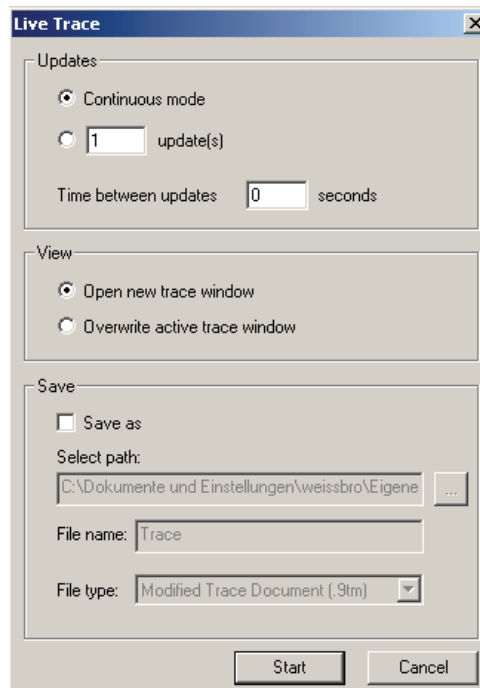 Live Trace
Updates
Continuous mode
1 update(s)
Time between updates 0 seconds
View
Open new trace window
Overwrite active trace window
Save
Save as
Select path:
C:\Dokumente und Einstellungen\weissbro\Eigene ...
File name: Trace
File type: Modified Trace Document (.9tm)
Start Cancel